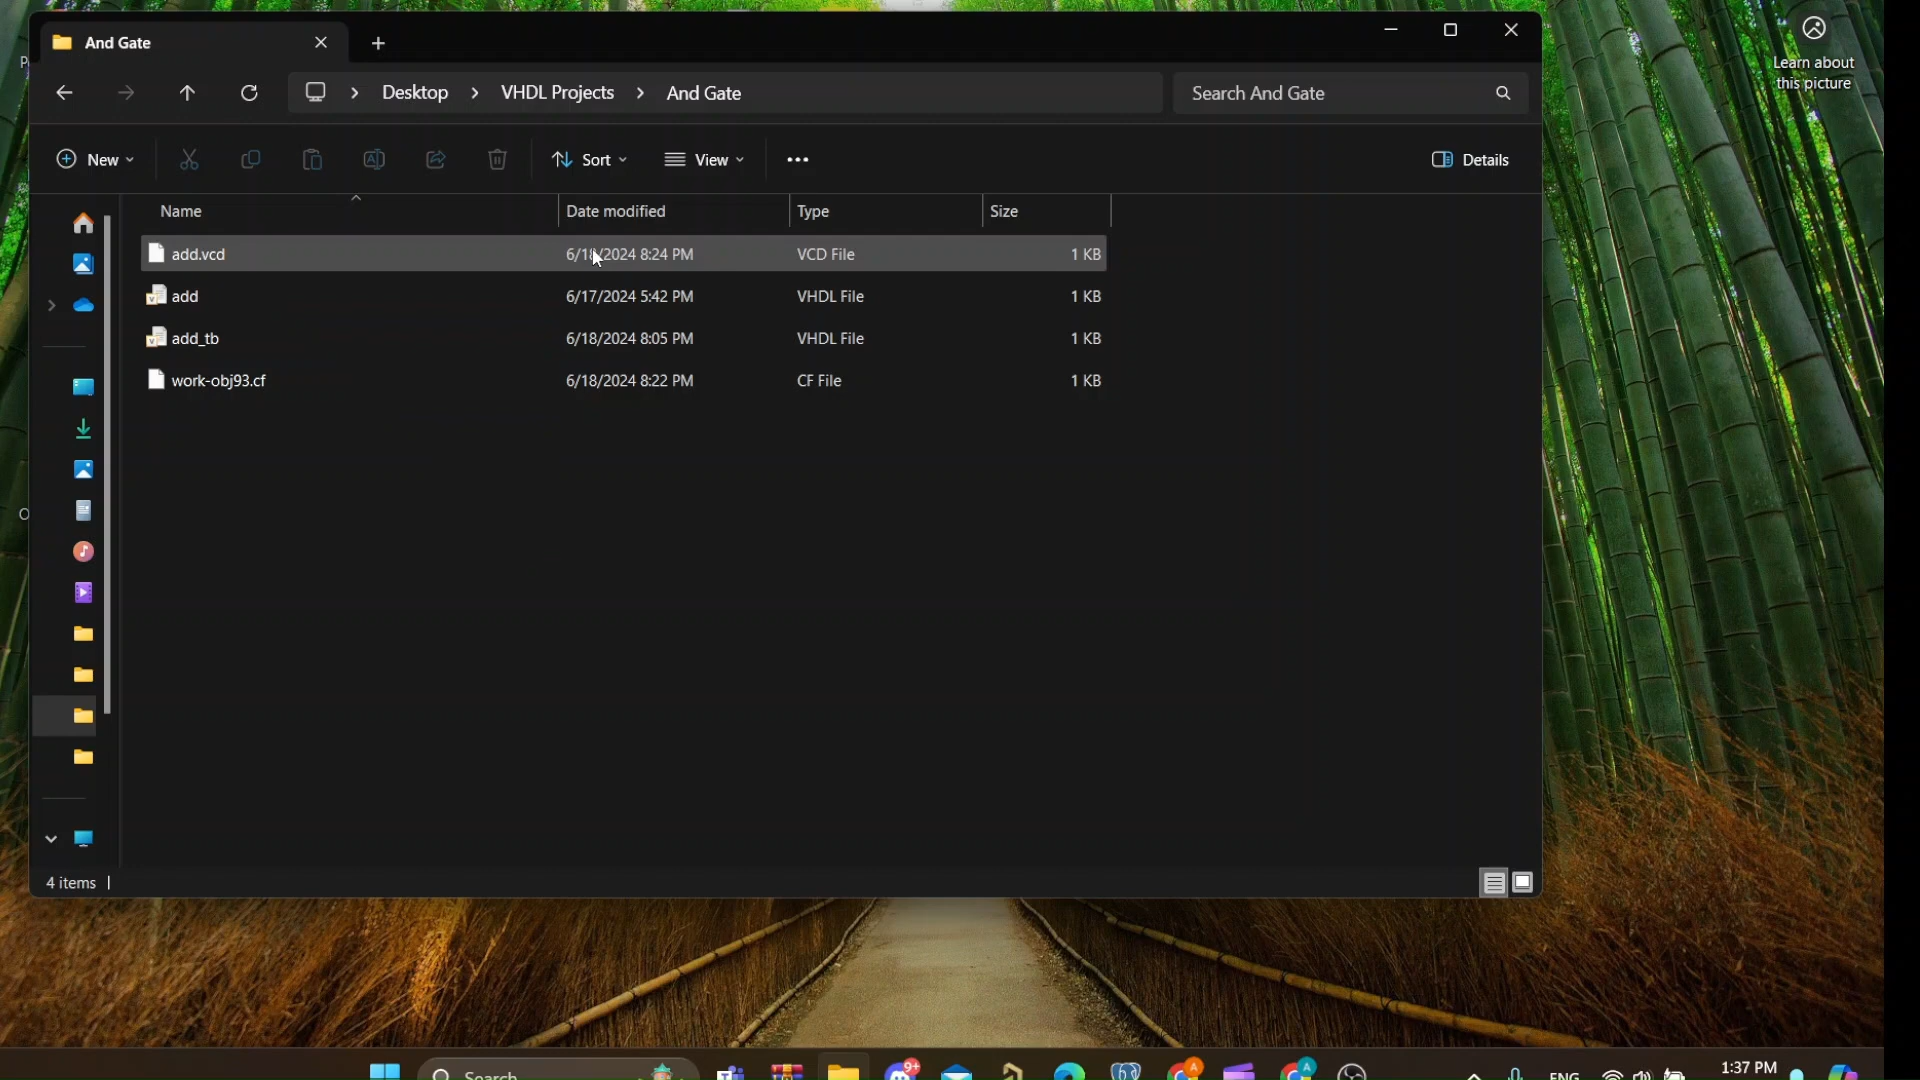 And Gate
Desktop > VHDL Projects > And Gate
Search And Gate
New
Sort
View
Details
Name Date modified Type Size
add.vcd 6/18/2024 8:24 PM VCD File 1 KB
add 6/17/2024 5:42 PM VHDL File 1 KB
add_tb 6/18/2024 8:05 PM VHDL File 1 KB
work-obj93.cf 6/18/2024 8:22 PM CF File 1 KB
4 items
Learn about
this picture
Search
9+
ENG
1:37 PM